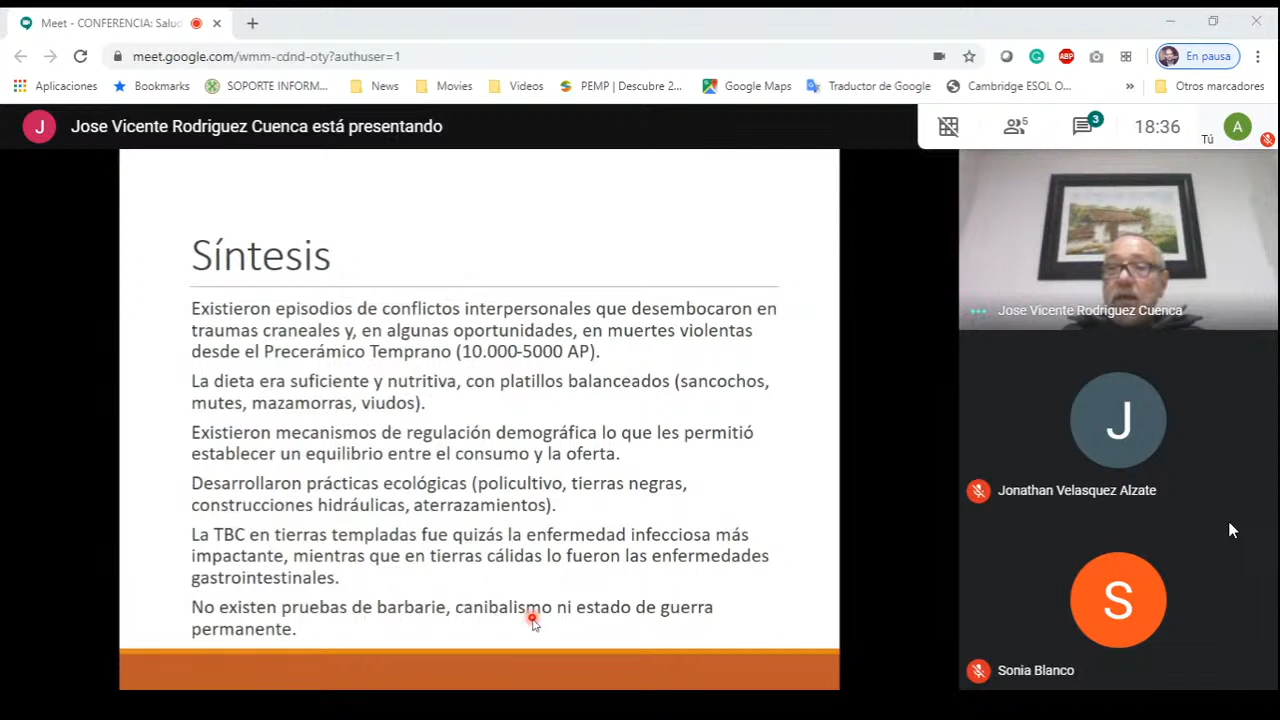 Meet - CONFERENCIA: Salu
meet.google.com/wmm-cdnd-oty?authuser=1
En pausa
Aplicaciones
Bookmarks
SOPORTE INFORM...
News
Movies
Videos
PEMP | Descubre 2...
Google Maps
Traductor de Google
Cambridge ESOL O...
»
Otros marcadores
J
Jose Vicente Rodriguez Cuenca está presentando
5
3
18:36
Tú
A
Síntesis
Existieron episodios de conflictos interpersonales que desembocaron en
traumas craneales y, en algunas oportunidades, en muertes violentas
desde el Precerámico Temprano (10.000-5000 AP).
La dieta era suficiente y nutritiva, con platillos balanceados (sancochos,
mutes, mazamorras, viudos).
Existieron mecanismos de regulación demográfica lo que les permitió
establecer un equilibrio entre el consumo y la oferta.
Desarrollaron prácticas ecológicas (policultivo, tierras negras,
construcciones hidráulicas, aterrazamientos).
La TBC en tierras templadas fue quizás la enfermedad infecciosa más
impactante, mientras que en tierras cálidas lo fueron las enfermedades
gastrointestinales.
No existen pruebas de barbarie, canibalismo ni estado de guerra
permanente.
Jose Vicente Rodriguez Cuenca
J
Jonathan Velasquez Alzate
S
Sonia Blanco